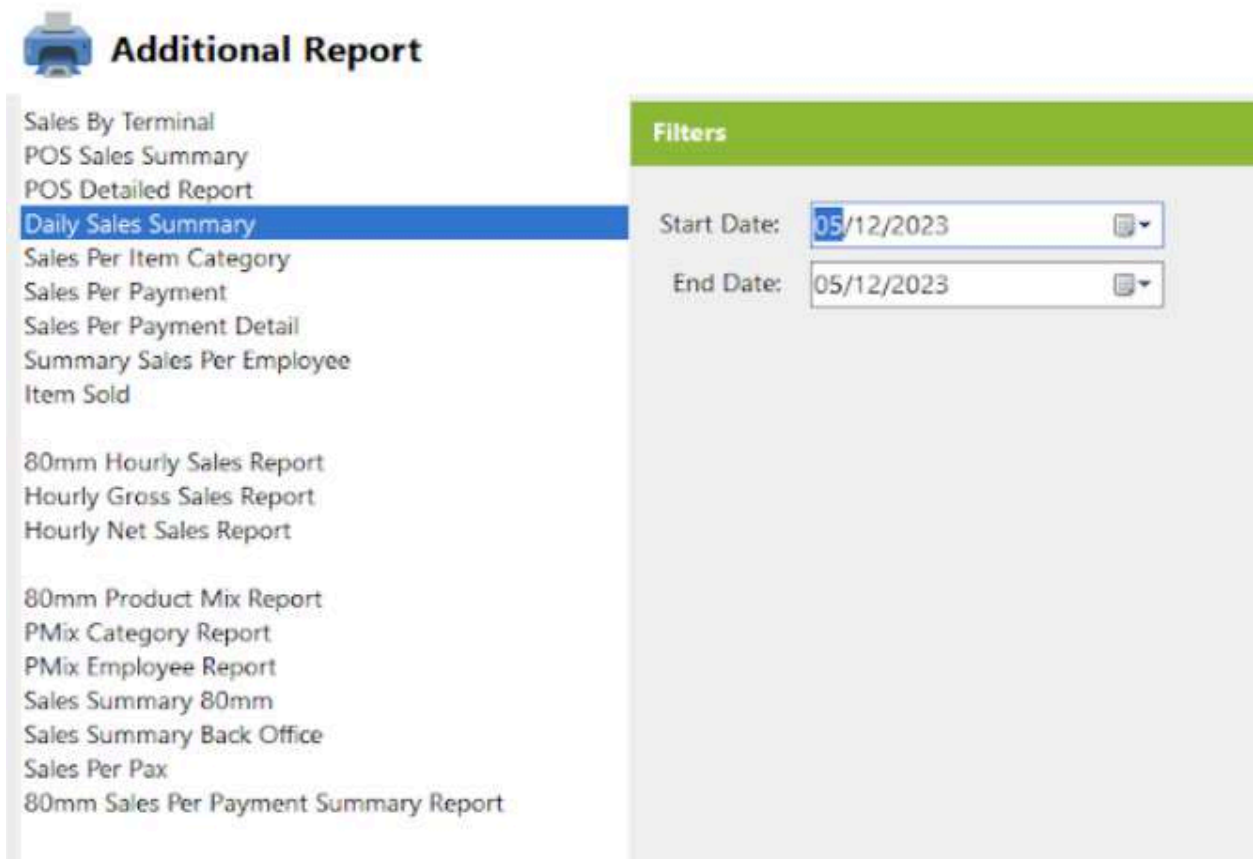 Additional Report
Sales By Terminal
POS Sales Summary
POS Detailed Report
Daily Sales Summary
Sales Per Item Category
Sales Per Payment
Sales Per Payment Detail
Summary Sales Per Employee
Item Sold
80mm Hourly Sales Report
Hourly Gross Sales Report
Hourly Net Sales Report
80mm Product Mix Report
PMix Category Report
PMix Employee Report
Sales Summary 80mm
Sales Summary Back Office
Sales Per Pax
80mm Sales Per Payment Summary Report
Filters
Start Date: 05/12/2023
End Date: 05/12/2023